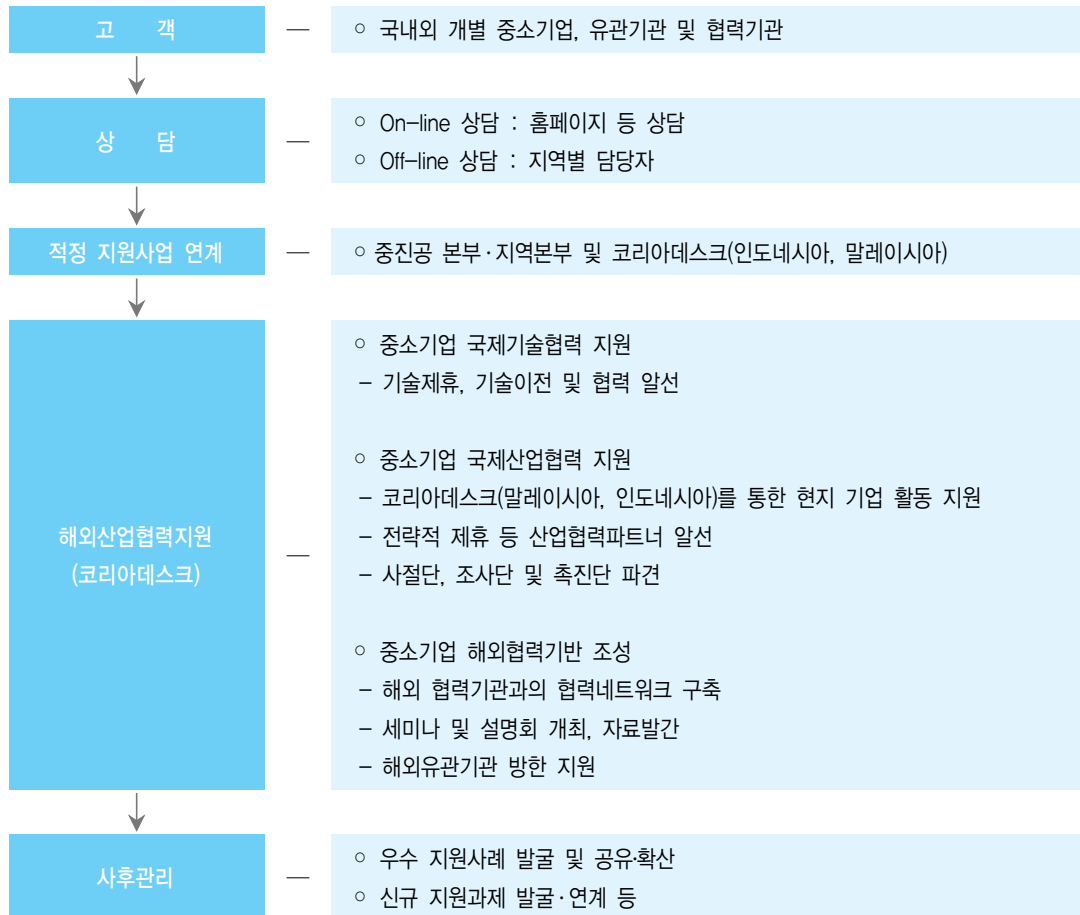 고 객 — ○ 국내외 개별 중소기업, 유관기관 및 협력기관
상 담 —
○ On-line 상담 : 홈페이지 등 상담
○ Off-line 상담 : 지역별 담당자
적정 지원사업 연계 — ○ 중진공 본부·지역본부 및 코리아데스크(인도네시아, 말레이시아)
해외산업협력지원
(코리아데스크)
—
○ 중소기업 국제기술협력 지원
– 기술제휴, 기술이전 및 협력 알선
○ 중소기업 국제산업협력 지원
– 코리아데스크(말레이시아, 인도네시아)를 통한 현지 기업 활동 지원
– 전략적 제휴 등 산업협력파트너 알선
– 사절단, 조사단 및 촉진단 파견
○ 중소기업 해외협력기반 조성
– 해외 협력기관과의 협력네트워크 구축
– 세미나 및 설명회 개최, 자료발간
– 해외유관기관 방한 지원
사후관리 —
○ 우수 지원사례 발굴 및 공유·확산
○ 신규 지원과제 발굴·연계 등